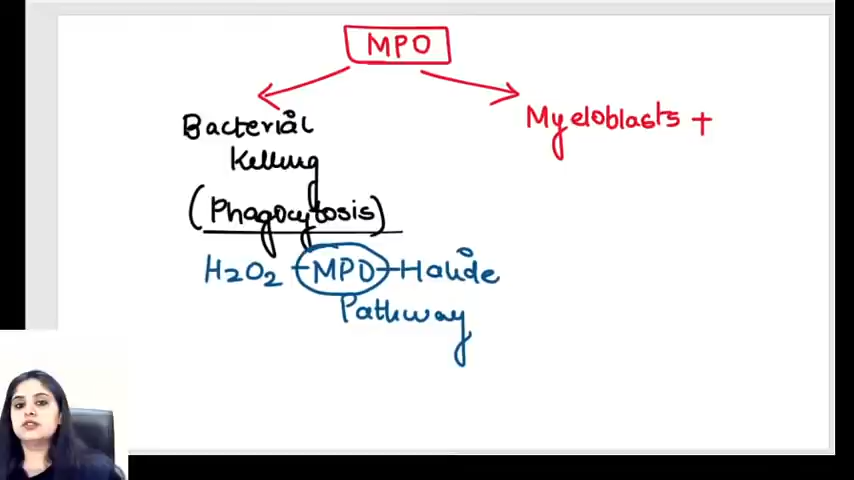 MPO
Bacterial
Killing
(Phagocytosis)
H2O2 - MPO - Halide
Pathway
Myeloblasts +